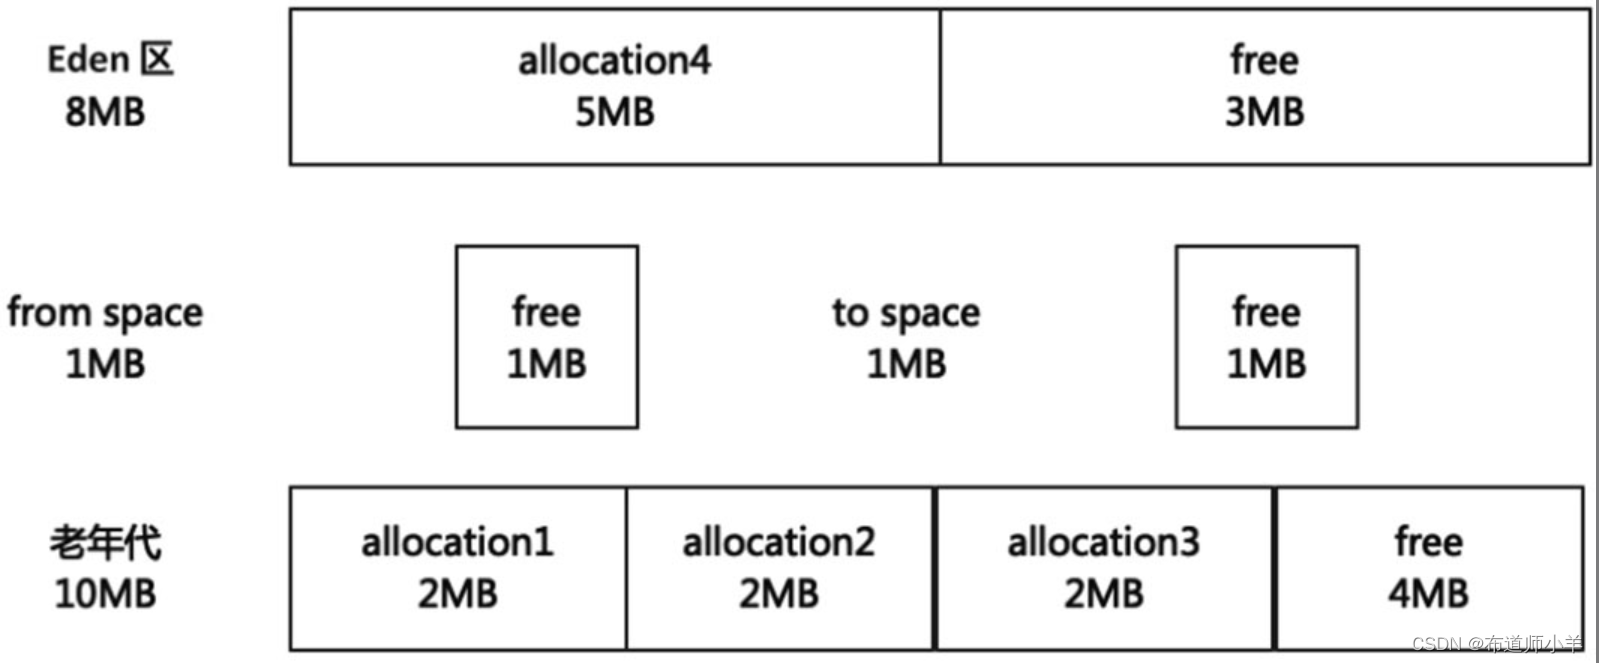 Eden 区
8MB
allocation4
5MB
free
3MB
from space
1MB
free
1MB
to space
1MB
free
1MB
老年代
10MB
allocation1
2MB
allocation2
2MB
allocation3
2MB
free
4MB
CSDN @布道师小羊